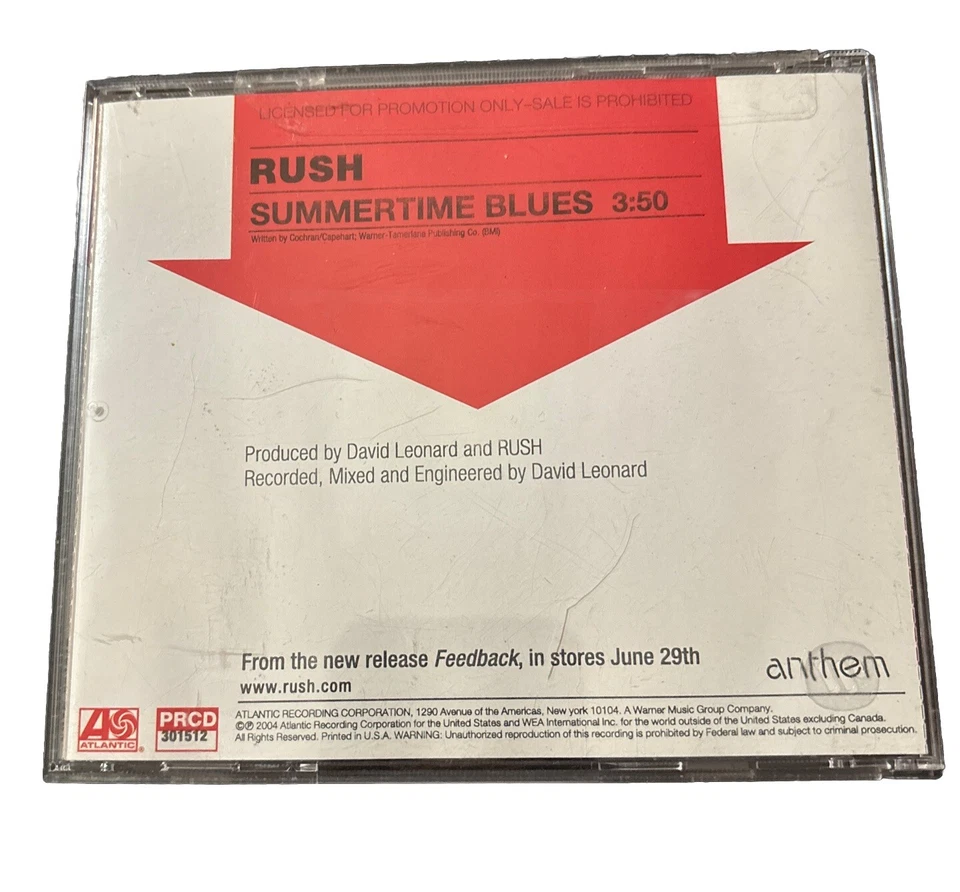 LICENSED FOR PROMOTION ONLY–SALE IS PROHIBITED
RUSH
SUMMERTIME BLUES 3:50
Written by Cochran/Capehart; Warner-Tamerlane Publishing Co. (BMI)
Produced by David Leonard and RUSH
Recorded, Mixed and Engineered by David Leonard
From the new release Feedback, in stores June 29th
www.rush.com
anthem
ATLANTIC
PRCD
301512
ATLANTIC RECORDING CORPORATION, 1290 Avenue of the Americas, New york 10104. A Warner Music Group Company.
©℗ 2004 Atlantic Recording Corporation for the United States and WEA International Inc. for the world outside of the United States excluding Canada.
All Rights Reserved. Printed in U.S.A. WARNING: Unauthorized reproduction of this recording is prohibited by Federal law and subject to criminal prosecution.